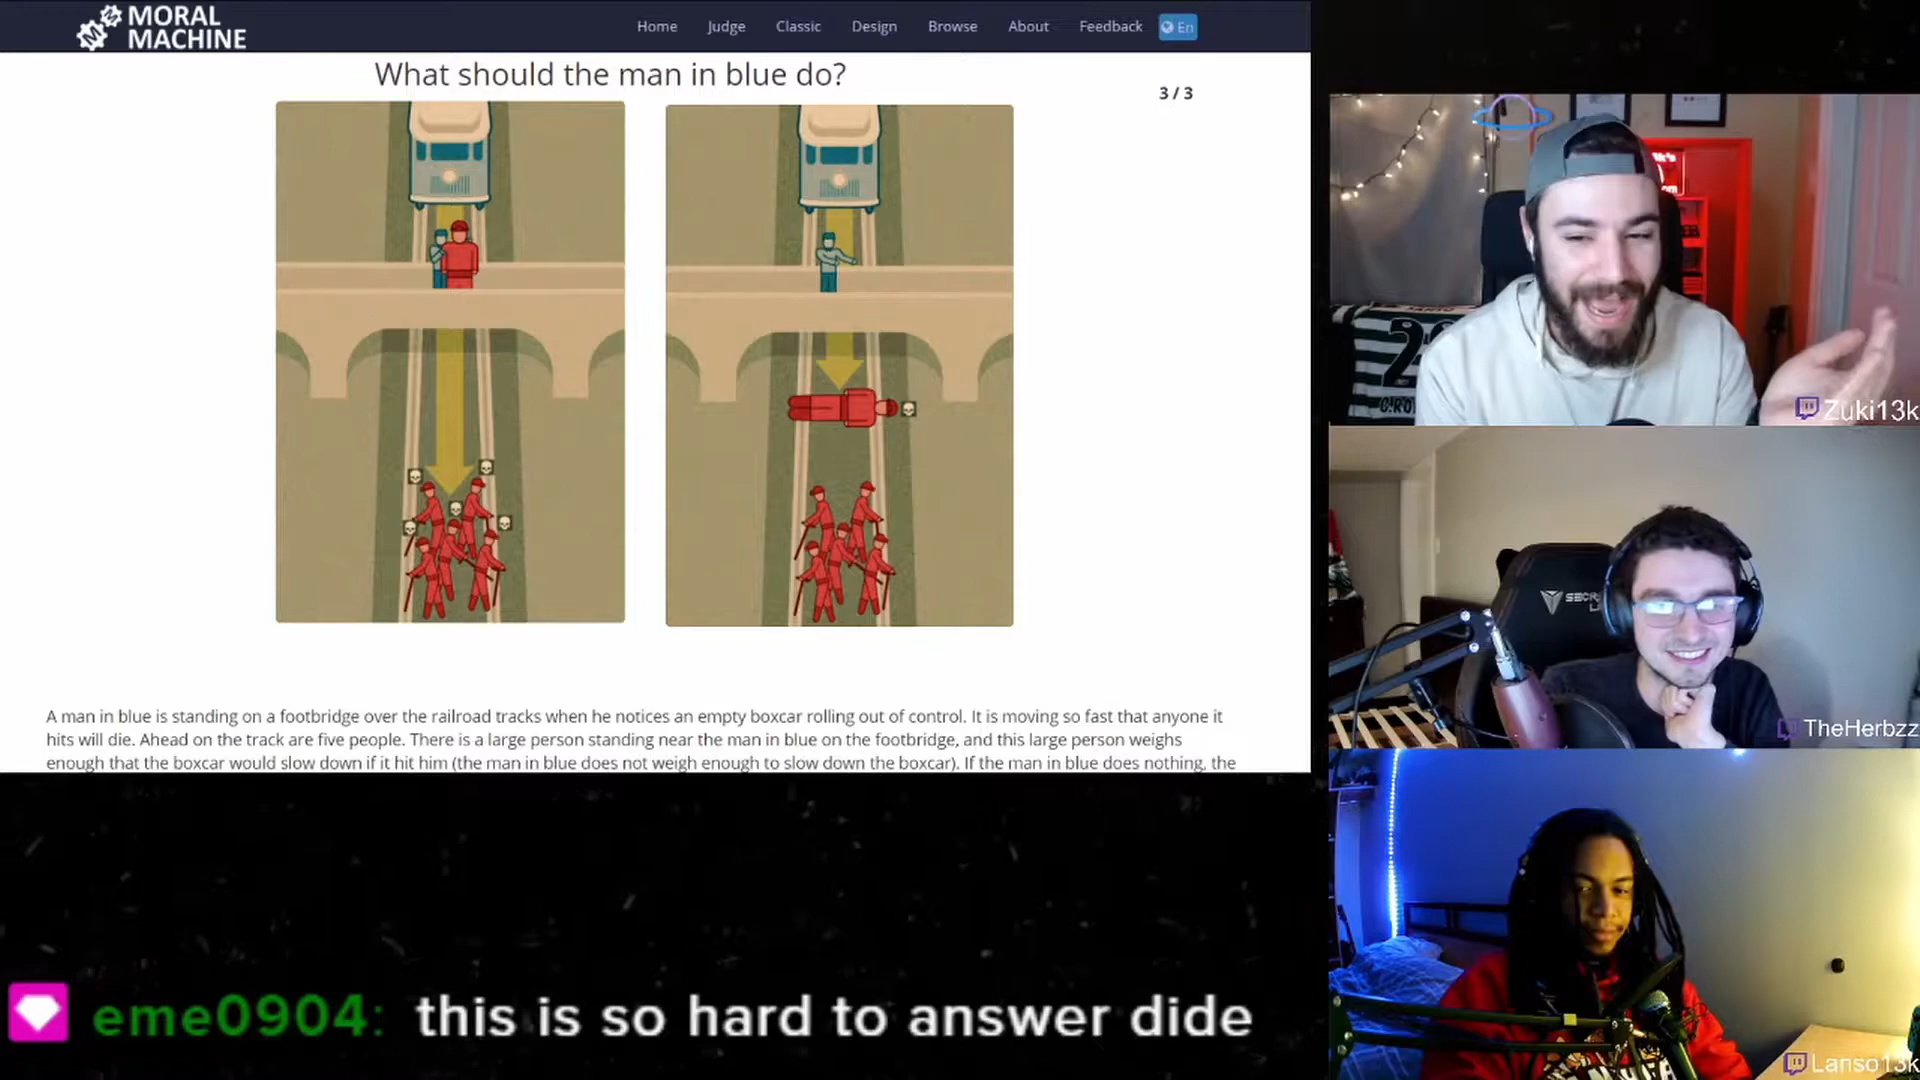 MORAL
MACHINE
Home Judge Classic Design Browse About Feedback En
What should the man in blue do?
3 / 3
A man in blue is standing on a footbridge over the railroad tracks when he notices an empty boxcar rolling out of control. It is moving so fast that anyone it
hits will die. Ahead on the track are five people. There is a large person standing near the man in blue on the footbridge, and this large person weighs
enough that the boxcar would slow down if it hit him (the man in blue does not weigh enough to slow down the boxcar). If the man in blue does nothing, the
Zuki13k
TheHerbzz
Lanso13k
eme0904: this is so hard to answer dide